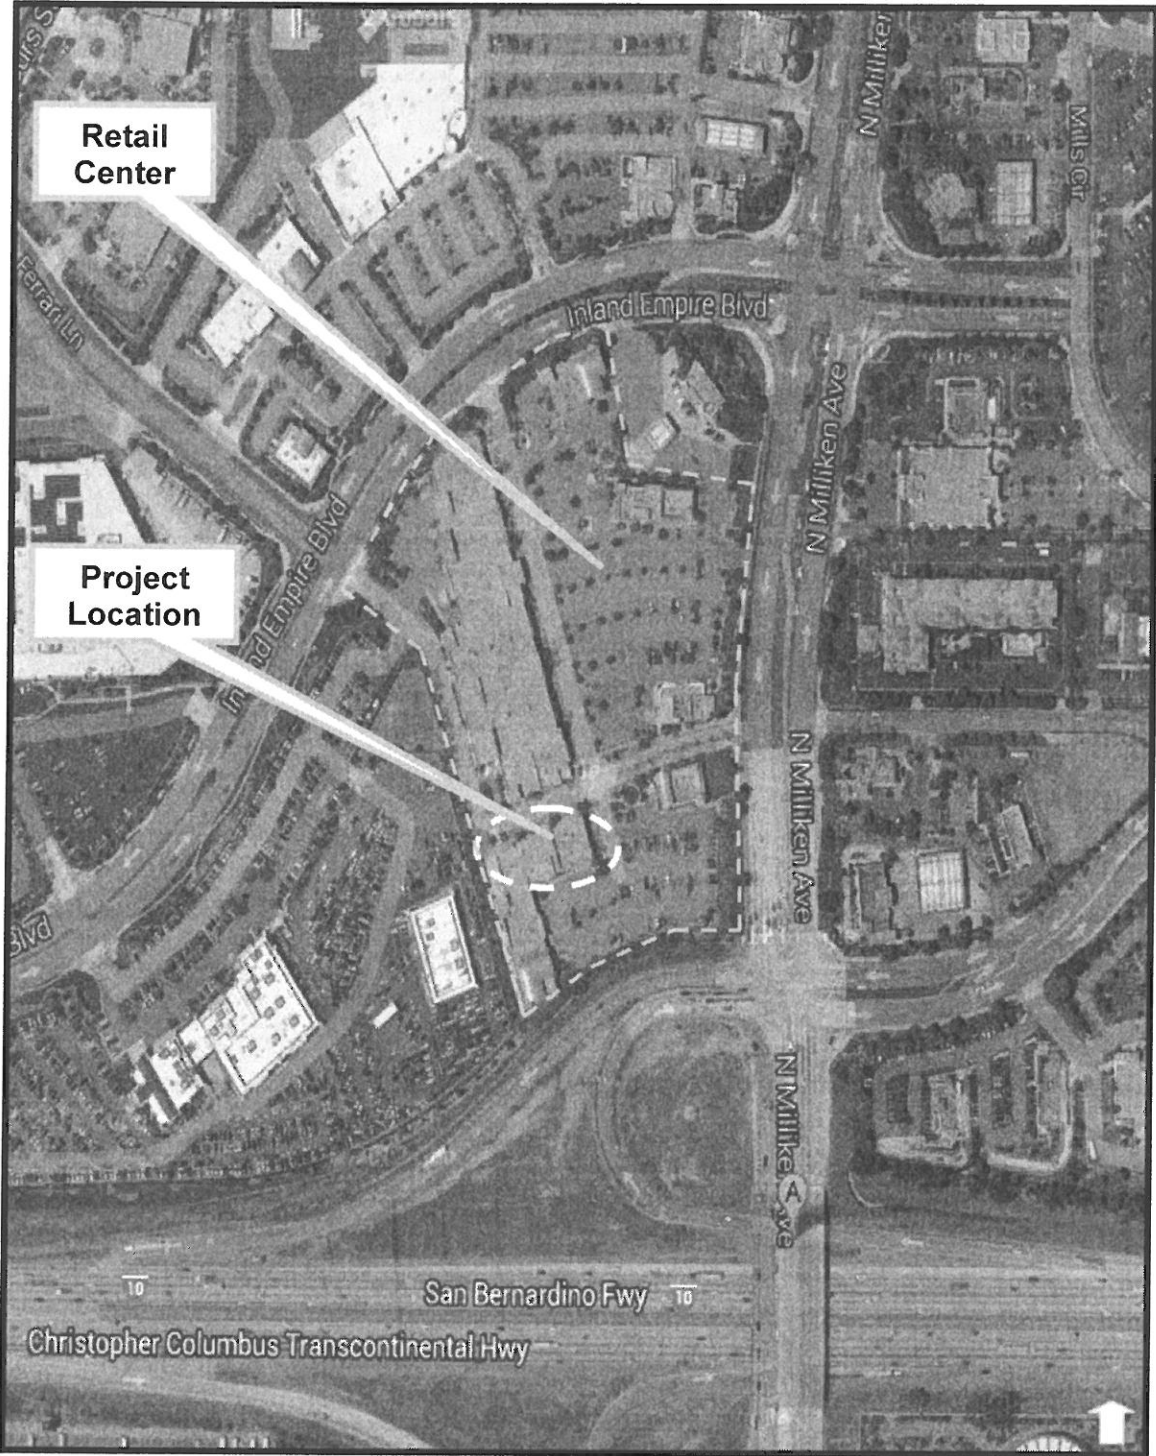 N Milliken
Mills Cir
Retail
Center
Ferrari Ln
Inland Empire Blvd
N Milliken Ave
Inland Empire Blvd
Project
Location
N Milliken Ave
Blvd
N Millike
Ave
A
10
San Bernardino Fwy
10
Christopher Columbus Transcontinental Hwy